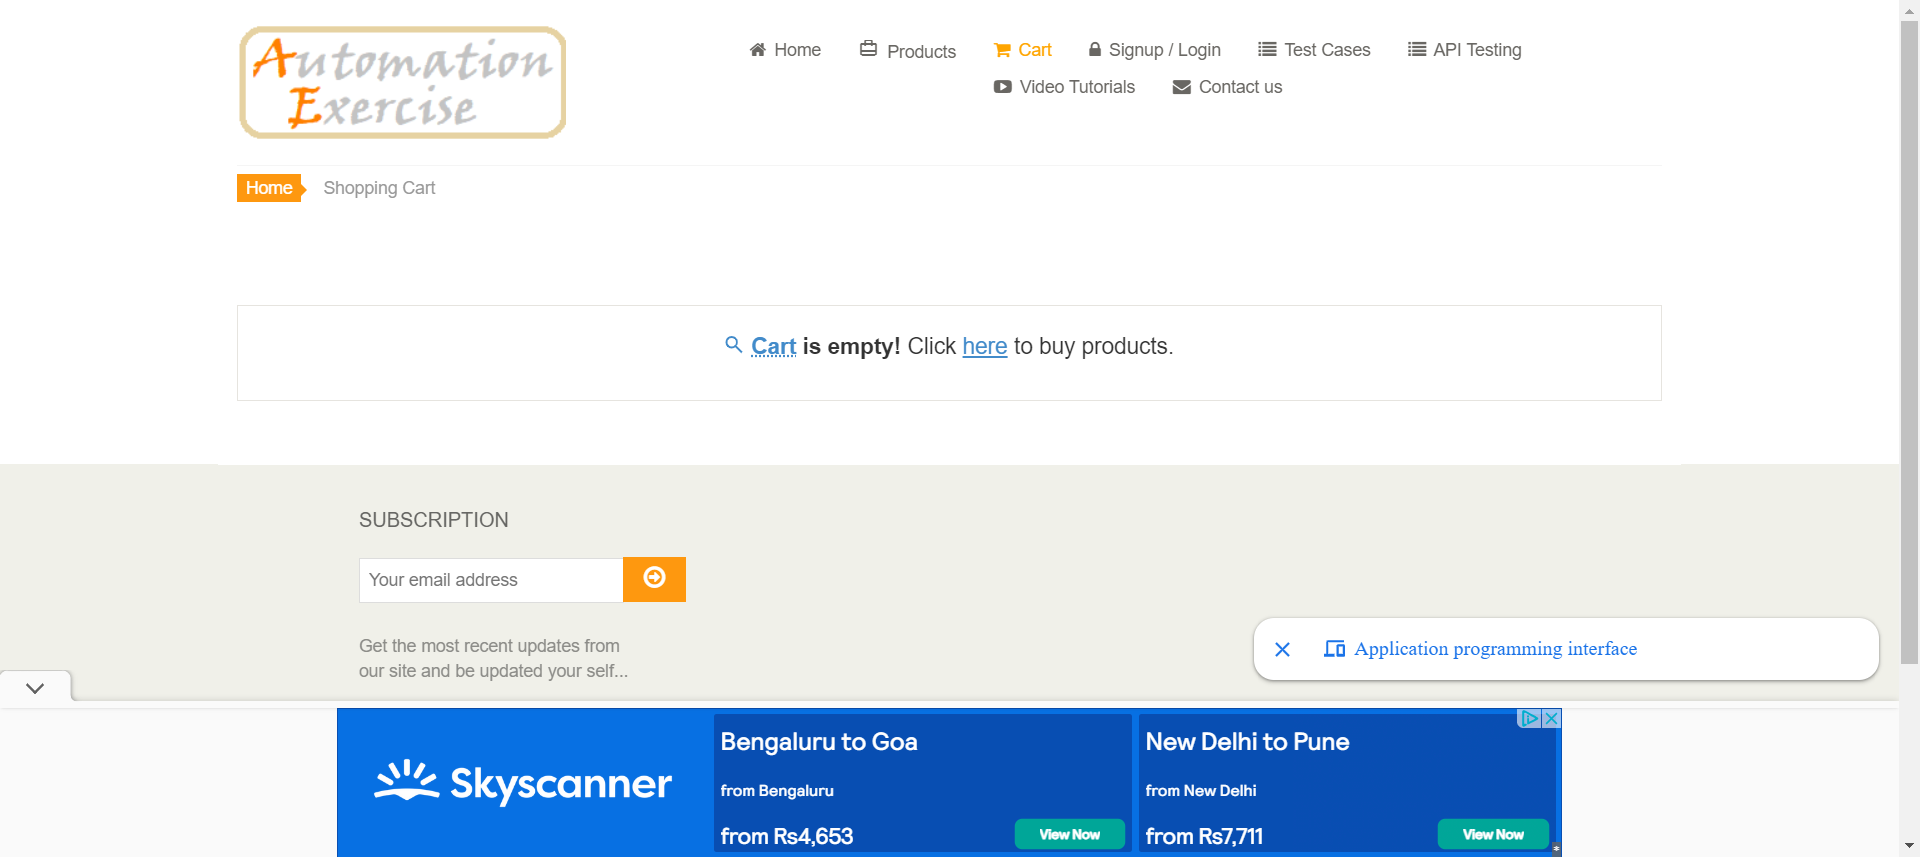 Automation
Exercise
Home
Products
Cart
Signup / Login
Test Cases
API Testing
Video Tutorials
Contact us
Home
Shopping Cart
Cart is empty! Click here to buy products.
SUBSCRIPTION
Your email address
Get the most recent updates from
our site and be updated your self...
Application programming interface
Skyscanner
Bengaluru to Goa
from Bengaluru
from Rs4,653
View Now
New Delhi to Pune
from New Delhi
from Rs7,711
View Now